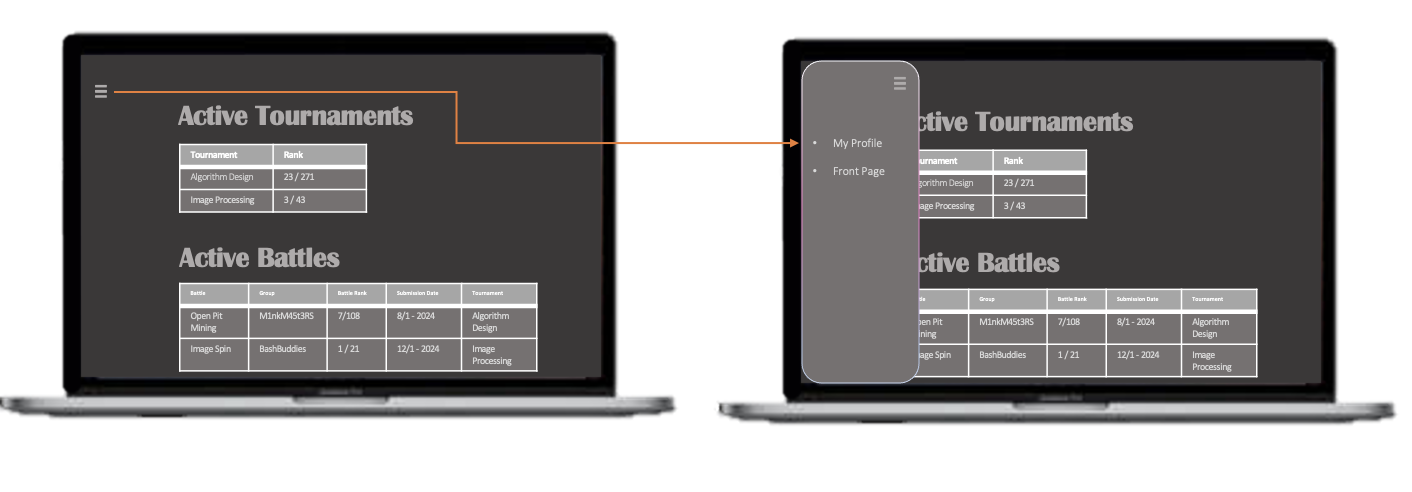 Active Tournaments
Tournament Rank
Algorithm Design 23 / 271
Image Processing 3 / 43
Active Battles
Battle Group Battle Rank Submission Date Tournament
Open Pit Mining M1nkM45t3RS 7/108 8/1 - 2024 Algorithm Design
Image Spin BashBuddies 1 / 21 12/1 - 2024 Image Processing
My Profile
Front Page
ctive Tournaments
urnament Rank
gorithm Design 23 / 271
age Processing 3 / 43
ctive Battles
tle Group Battle Rank Submission Date Tournament
en Pit ning M1nkM45t3RS 7/108 8/1 - 2024 Algorithm Design
age Spin BashBuddies 1 / 21 12/1 - 2024 Image Processing